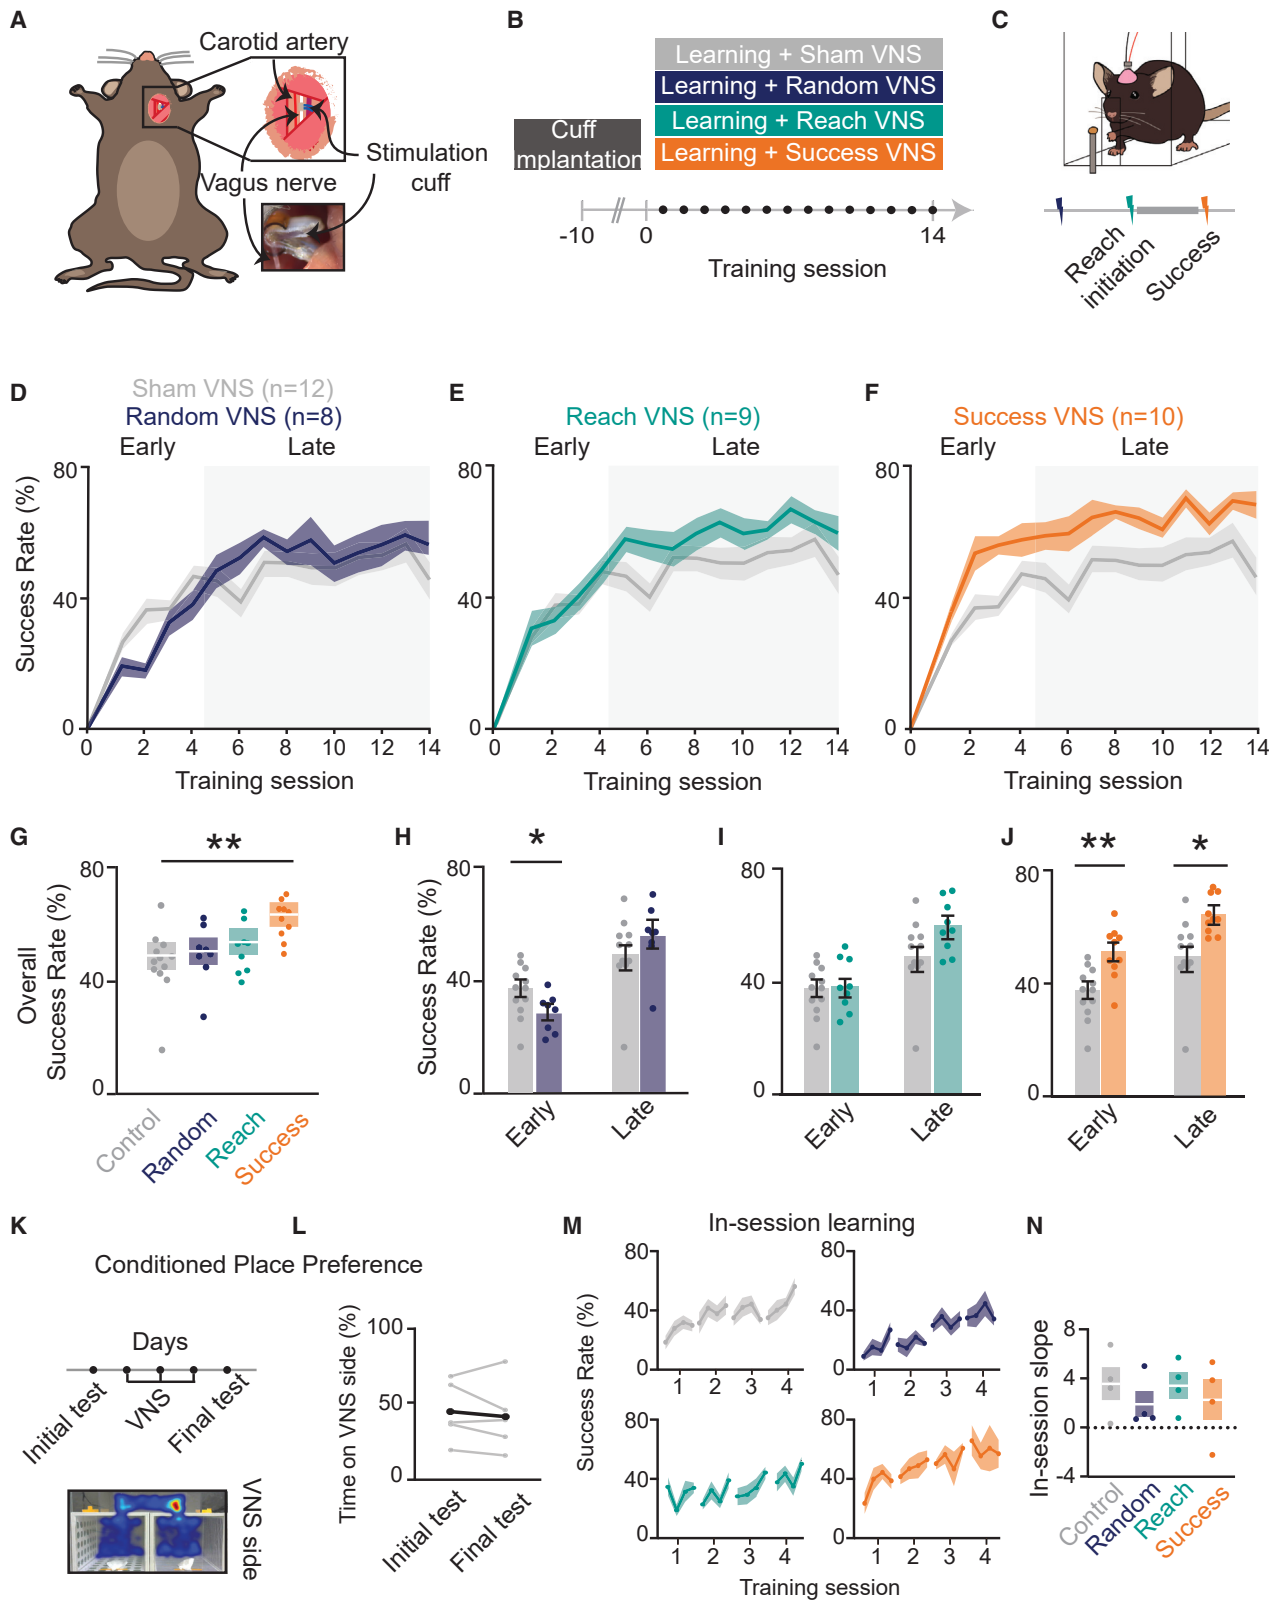 A
Carotid artery
Vagus nerve
Stimulation
cuff
B
Learning + Sham VNS
Learning + Random VNS
Learning + Reach VNS
Learning + Success VNS
Cuff
Implantation
-10
0
14
Training session
C
Reach
initiation
Success
D
Sham VNS (n=12)
Random VNS (n=8)
Early
Late
80
40
0
Success Rate (%)
0 2 4 6 8 10 12 14
Training session
E
Reach VNS (n=9)
Early
Late
80
40
0
0 2 4 6 8 10 12 14
Training session
F
Success VNS (n=10)
Early
Late
80
40
0
0 2 4 6 8 10 12 14
Training session
G
**
80
40
0
Overall
Success Rate (%)
Control
Random
Reach
Success
H
*
80
40
0
Success Rate (%)
Early
Late
I
80
40
0
Early
Late
J
**
*
80
40
0
Early
Late
K
Conditioned Place Preference
Days
Initial test
VNS
Final test
VNS side
L
Time on VNS side (%)
100
50
0
Initial test
Final test
M
In-session learning
Success Rate (%)
80
40
0
1 2 3 4
80
40
0
1 2 3 4
80
40
0
1 2 3 4
80
40
0
1 2 3 4
Training session
N
In-session slope
8
4
0
-4
Control
Random
Reach
Success